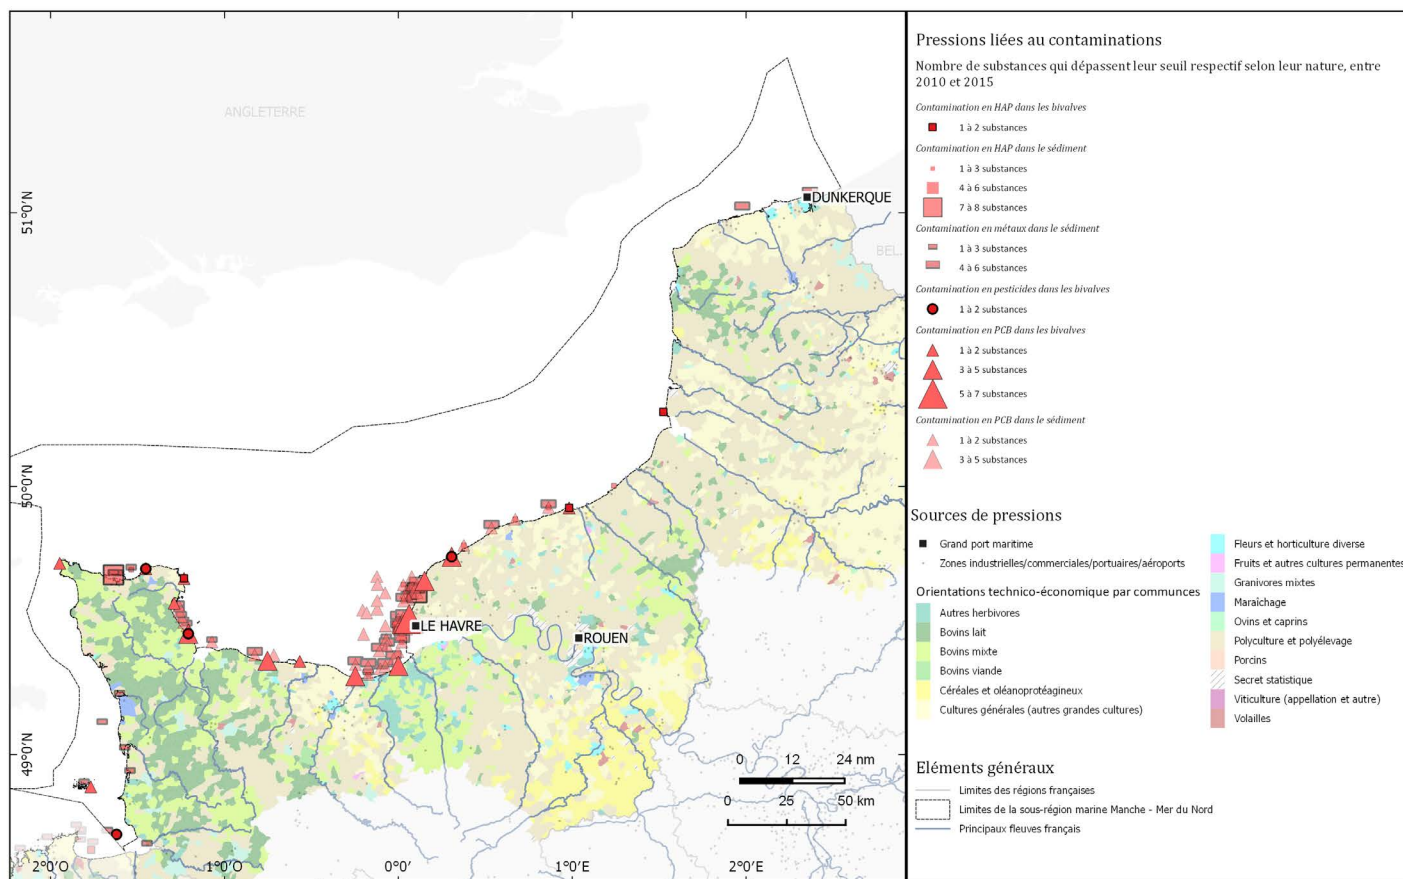 ANGLETERRE
DUNKERQUE
BEL
LE HAVRE
ROUEN
51°0'N
50°0'N
49°0'N
2°0'O
1°0'O
0°0'
1°0'E
2°0'E
0 12 24 nm
0 25 50 km
Pressions liées au contaminations
Nombre de substances qui dépassent leur seuil respectif selon leur nature, entre
2010 et 2015
Contamination en HAP dans les bivalves
1 à 2 substances
Contamination en HAP dans le sédiment
1 à 3 substances
4 à 6 substances
7 à 8 substances
Contamination en métaux dans le sédiment
1 à 3 substances
4 à 6 substances
Contamination en pesticides dans les bivalves
1 à 2 substances
Contamination en PCB dans les bivalves
1 à 2 substances
3 à 5 substances
5 à 7 substances
Contamination en PCB dans le sédiment
1 à 2 substances
3 à 5 substances
Sources de pressions
Grand port maritime
Zones industrielles/commerciales/portuaires/aéroports
Orientations technico-économique par communes
Autres herbivores
Bovins lait
Bovins mixte
Bovins viande
Céréales et oléanoprotéagineux
Cultures générales (autres grandes cultures)
Fleurs et horticulture diverse
Fruits et autres cultures permanentes
Granivores mixtes
Maraîchage
Ovins et caprins
Polyculture et polyélevage
Porcins
Secret statistique
Viticulture (appellation et autre)
Volailles
Eléments généraux
Limites des régions françaises
Limites de la sous-région marine Manche - Mer du Nord
Principaux fleuves français